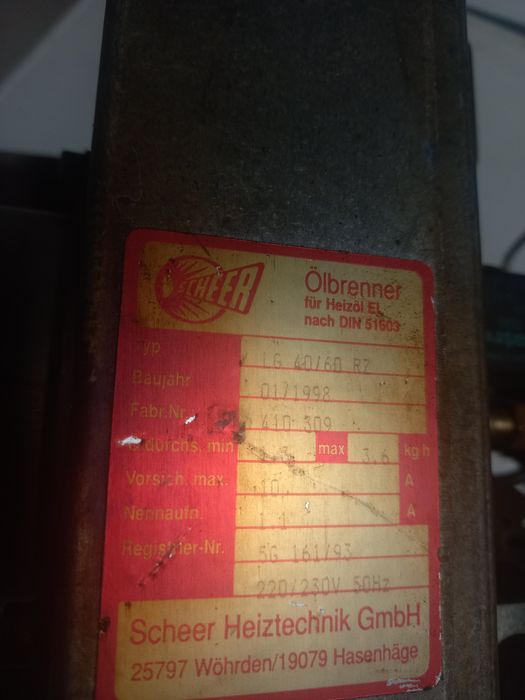 SCHEER
Ölbrenner
für Heizöl EL
nach DIN 51603
Typ LG 40/60 RZ
Baujahr 01/1998
Fabr.Nr. 410 309
durchs. min max 3,6 kg h
Vorsich. max. 10 A
Nennaufn. A
Register-Nr. 5G 161/93
220/230V 50Hz
Scheer Heiztechnik GmbH
25797 Wöhrden/19079 Hasenhäge